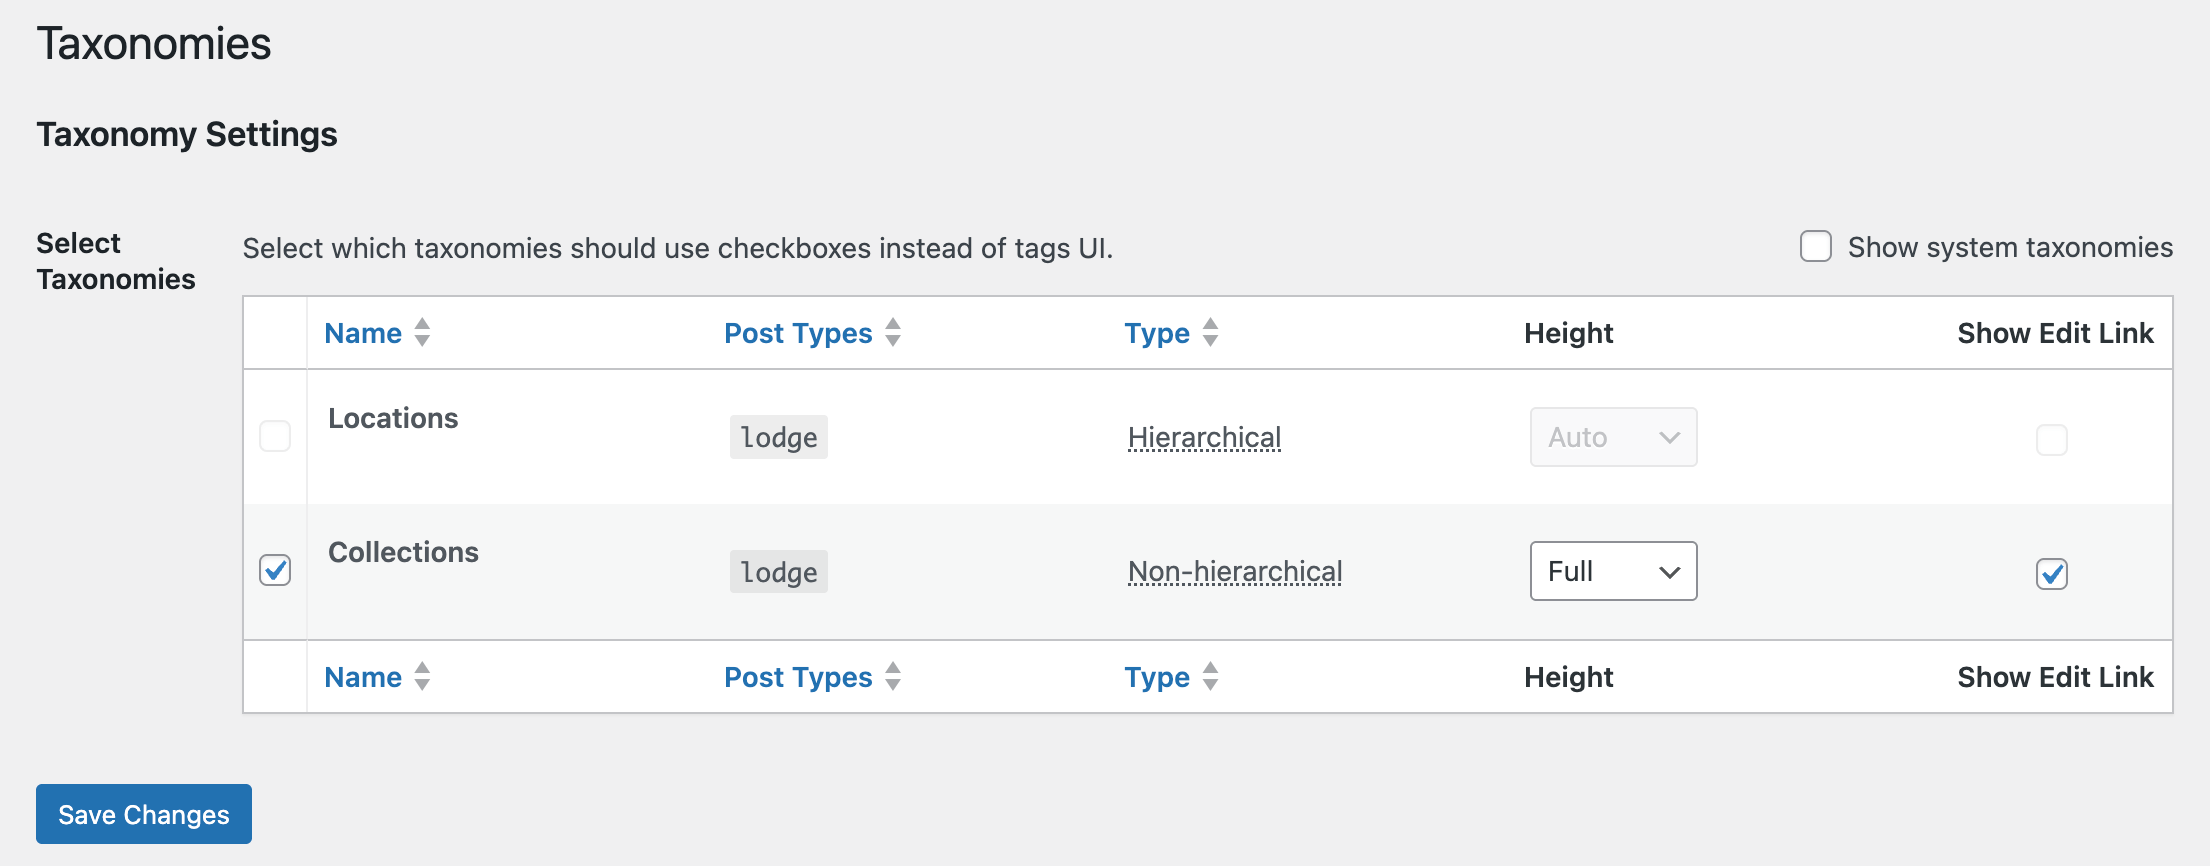 Taxonomies
Taxonomy Settings
Select Taxonomies
Select which taxonomies should use checkboxes instead of tags UI.
Show system taxonomies
Name Post Types Type Height Show Edit Link
Locations lodge Hierarchical Auto
Collections lodge Non-hierarchical Full
Name Post Types Type Height Show Edit Link
Save Changes